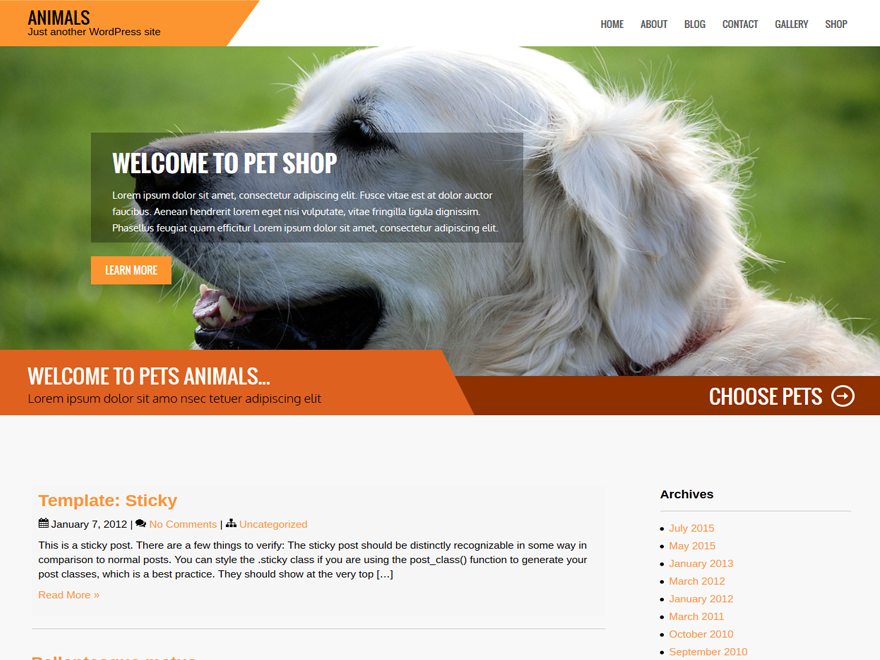 ANIMALS
Just another WordPress site
HOME ABOUT BLOG CONTACT GALLERY SHOP
WELCOME TO PET SHOP
Lorem ipsum dolor sit amet, consectetur adipiscing elit. Fusce vitae est at dolor auctor
faucibus. Aenean hendrerit lorem eget nisi vulputate, vitae fringilla ligula dignissim.
Phasellus feugiat quam efficitur Lorem ipsum dolor sit amet, consectetur adipiscing elit.
LEARN MORE
WELCOME TO PETS ANIMALS...
Lorem ipsum dolor sit amo nsec tetuer adipiscing elit
CHOOSE PETS
Template: Sticky
January 7, 2012 | No Comments | Uncategorized
This is a sticky post. There are a few things to verify: The sticky post should be distinctly recognizable in some way in
comparison to normal posts. You can style the .sticky class if you are using the post_class() function to generate your
post classes, which is a best practice. They should show at the very top […]
Read More »
Archives
July 2015
May 2015
January 2013
March 2012
January 2012
March 2011
October 2010
September 2010